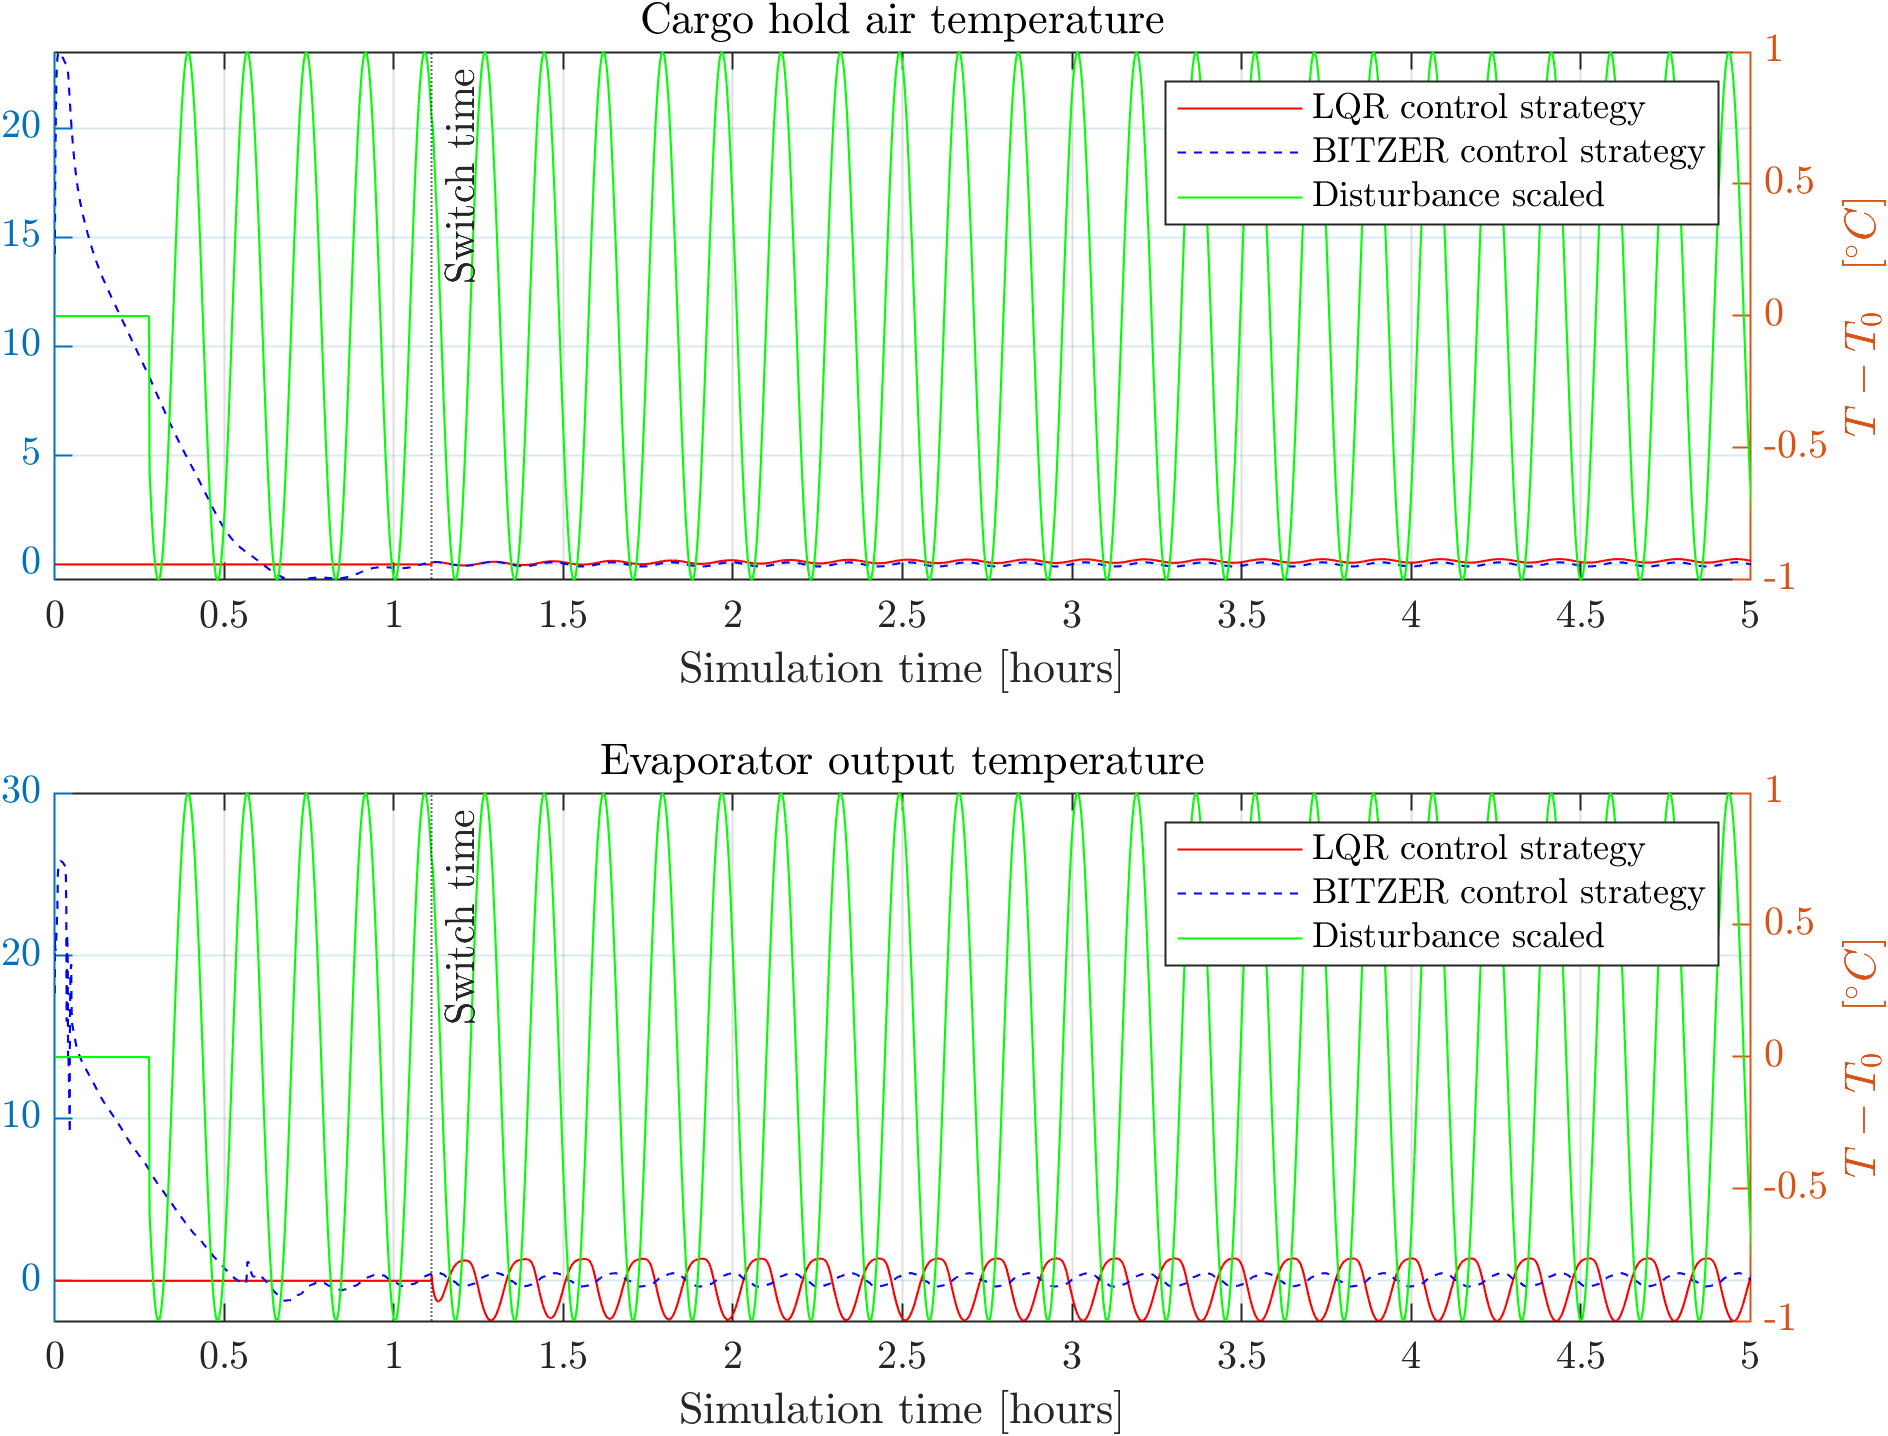 Cargo hold air temperature
20
15
10
5
0
1
0.5
0
-0.5
-1
T − T₀ [°C]
Switch time
LQR control strategy
BITZER control strategy
Disturbance scaled
0 0.5 1 1.5 2 2.5 3 3.5 4 4.5 5
Simulation time [hours]
Evaporator output temperature
30
20
10
0
1
0.5
0
-0.5
-1
T − T₀ [°C]
Switch time
LQR control strategy
BITZER control strategy
Disturbance scaled
0 0.5 1 1.5 2 2.5 3 3.5 4 4.5 5
Simulation time [hours]